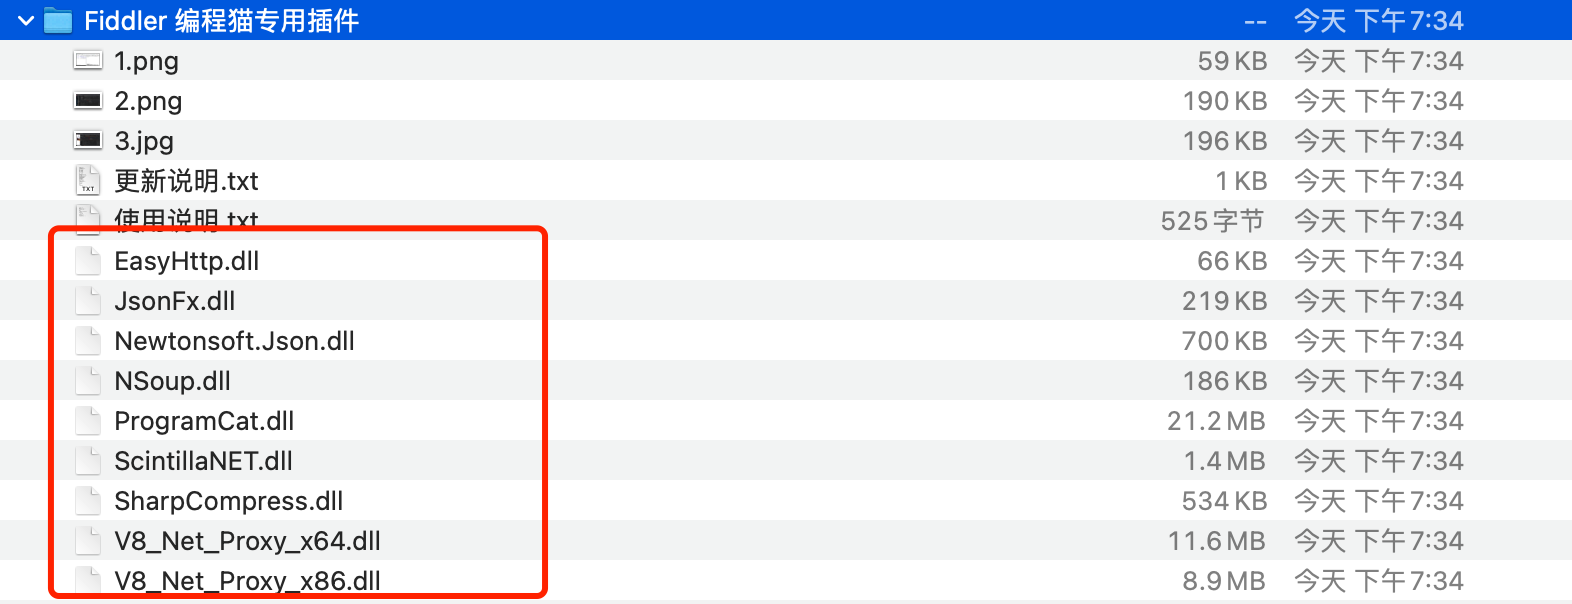 Fiddler 编程猫专用插件 -- 今天 下午7:34
1.png 59 KB 今天 下午7:34
2.png 190 KB 今天 下午7:34
3.jpg 196 KB 今天 下午7:34
更新说明.txt 1 KB 今天 下午7:34
使用说明.txt 525 字节 今天 下午7:34
EasyHttp.dll 66 KB 今天 下午7:34
JsonFx.dll 219 KB 今天 下午7:34
Newtonsoft.Json.dll 700 KB 今天 下午7:34
NSoup.dll 186 KB 今天 下午7:34
ProgramCat.dll 21.2 MB 今天 下午7:34
ScintillaNET.dll 1.4 MB 今天 下午7:34
SharpCompress.dll 534 KB 今天 下午7:34
V8_Net_Proxy_x64.dll 11.6 MB 今天 下午7:34
V8_Net_Proxy_x86.dll 8.9 MB 今天 下午7:34